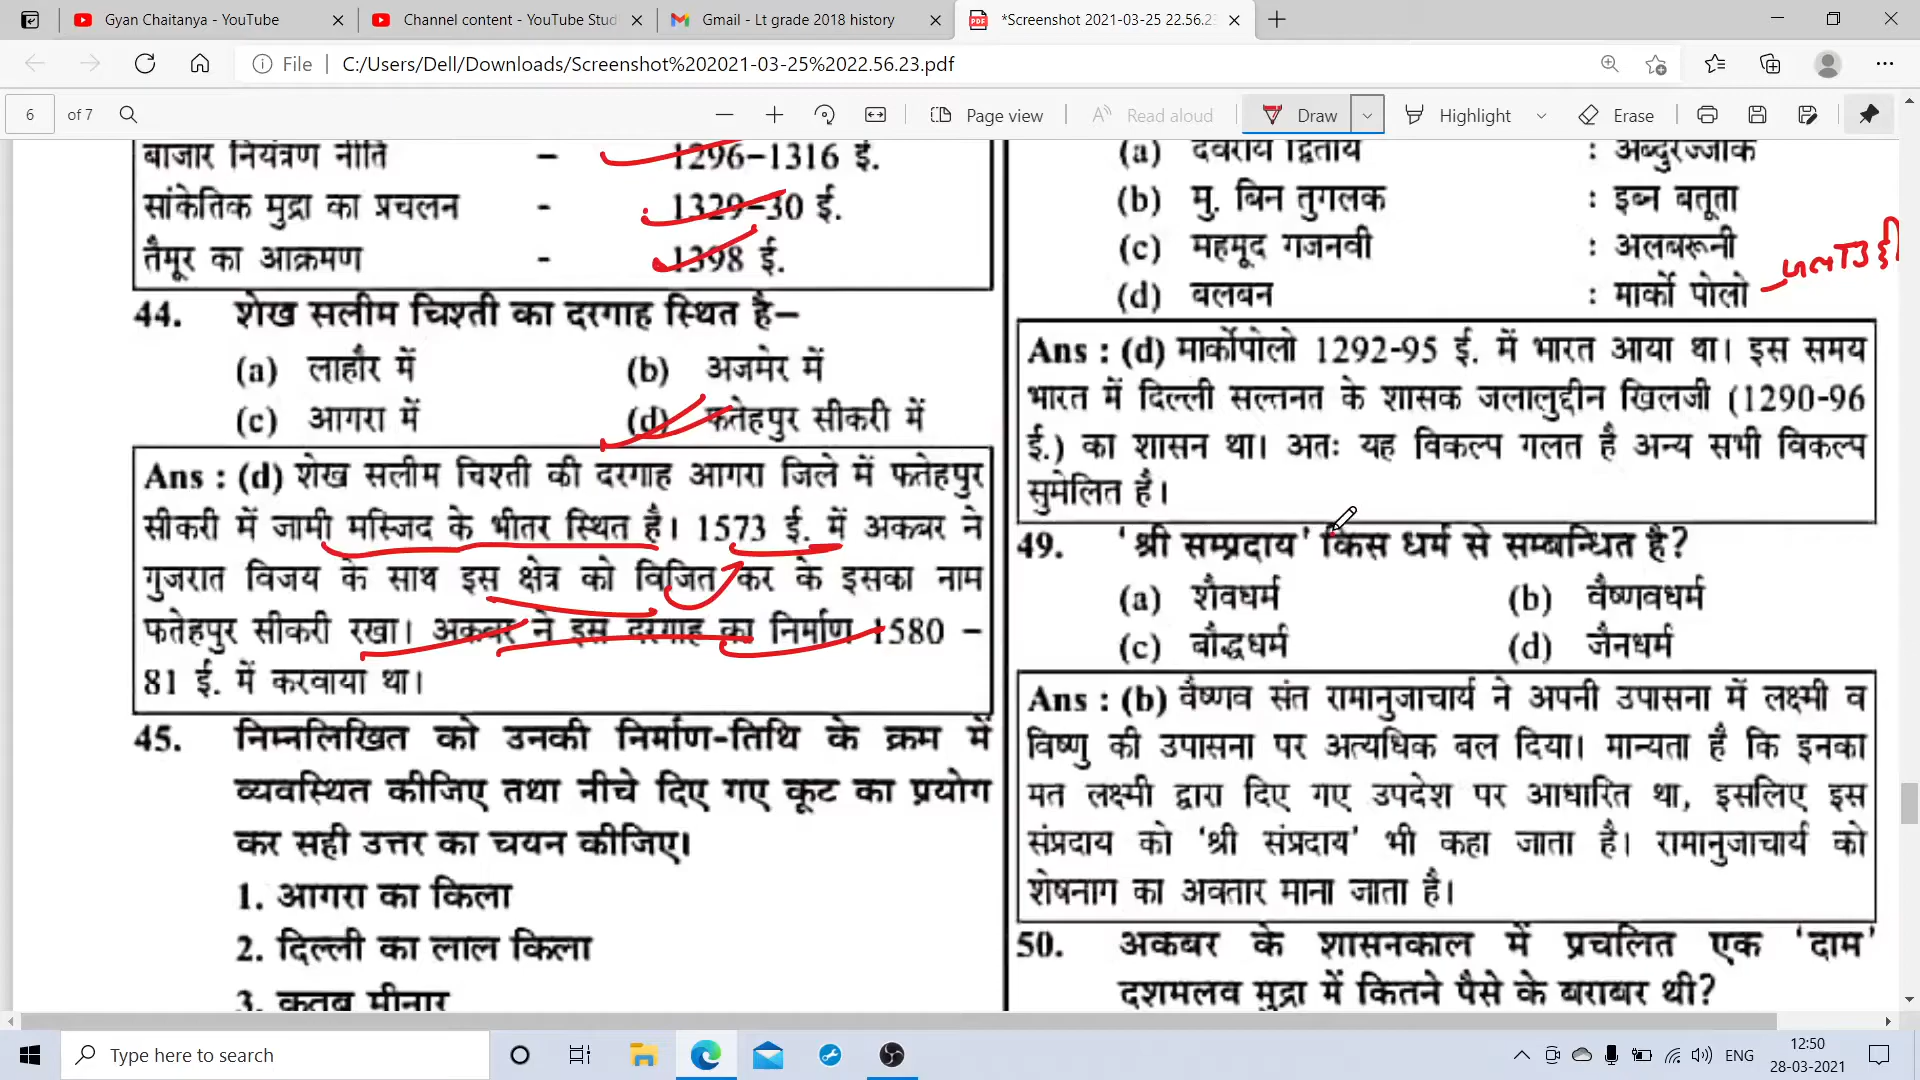 Gyan Chaitanya - YouTube
Channel content - YouTube Stud
Gmail - Lt grade 2018 history
*Screenshot 2021-03-25 22.56.23
File
C:/Users/Dell/Downloads/Screenshot%202021-03-25%2022.56.23.pdf
6 of 7
Page view
Read aloud
Draw
Highlight
Erase
बाजार नियंत्रण नीति – 1296–1316 ई.
सांकेतिक मुद्रा का प्रचलन - 1329–30 ई.
तैमूर का आक्रमण - 1398 ई.
44. शेख सलीम चिश्ती का दरगाह स्थित है–
(a) लाहौर में (b) अजमेर में
(c) आगरा में (d) फतेहपुर सीकरी में
Ans : (d) शेख सलीम चिश्ती की दरगाह आगरा जिले में फतेहपुर
सीकरी में जामी मस्जिद के भीतर स्थित है। 1573 ई. में अकबर ने
गुजरात विजय के साथ इस क्षेत्र को विजित कर के इसका नाम
फतेहपुर सीकरी रखा। अकबर ने इस दरगाह का निर्माण 1580 –
81 ई. में करवाया था।
45. निम्नलिखित को उनकी निर्माण-तिथि के क्रम में
व्यवस्थित कीजिए तथा नीचे दिए गए कूट का प्रयोग
कर सही उत्तर का चयन कीजिए।
1. आगरा का किला
2. दिल्ली का लाल किला
3. कुतुब मीनार
(a) देवराय द्वितीय : अब्दुरज्जाक
(b) मु. बिन तुगलक : इब्न बतूता
(c) महमूद गजनवी : अलबरूनी
(d) बलबन : मार्को पोलो
Ans : (d) मार्कोपोलो 1292-95 ई. में भारत आया था। इस समय
भारत में दिल्ली सल्तनत के शासक जलालुद्दीन खिलजी (1290-96
ई.) का शासन था। अतः यह विकल्प गलत है अन्य सभी विकल्प
सुमेलित है।
49. 'श्री सम्प्रदाय' किस धर्म से सम्बन्धित है?
(a) शैवधर्म (b) वैष्णवधर्म
(c) बौद्धधर्म (d) जैनधर्म
Ans : (b) वैष्णव संत रामानुजाचार्य ने अपनी उपासना में लक्ष्मी व
विष्णु की उपासना पर अत्यधिक बल दिया। मान्यता है कि इनका
मत लक्ष्मी द्वारा दिए गए उपदेश पर आधारित था, इसलिए इस
संप्रदाय को 'श्री संप्रदाय' भी कहा जाता है। रामानुजाचार्य को
शेषनाग का अवतार माना जाता है।
50. अकबर के शासनकाल में प्रचलित एक 'दाम'
दशमलव मुद्रा में कितने पैसे के बराबर थी?
Type here to search
ENG
12:50
28-03-2021